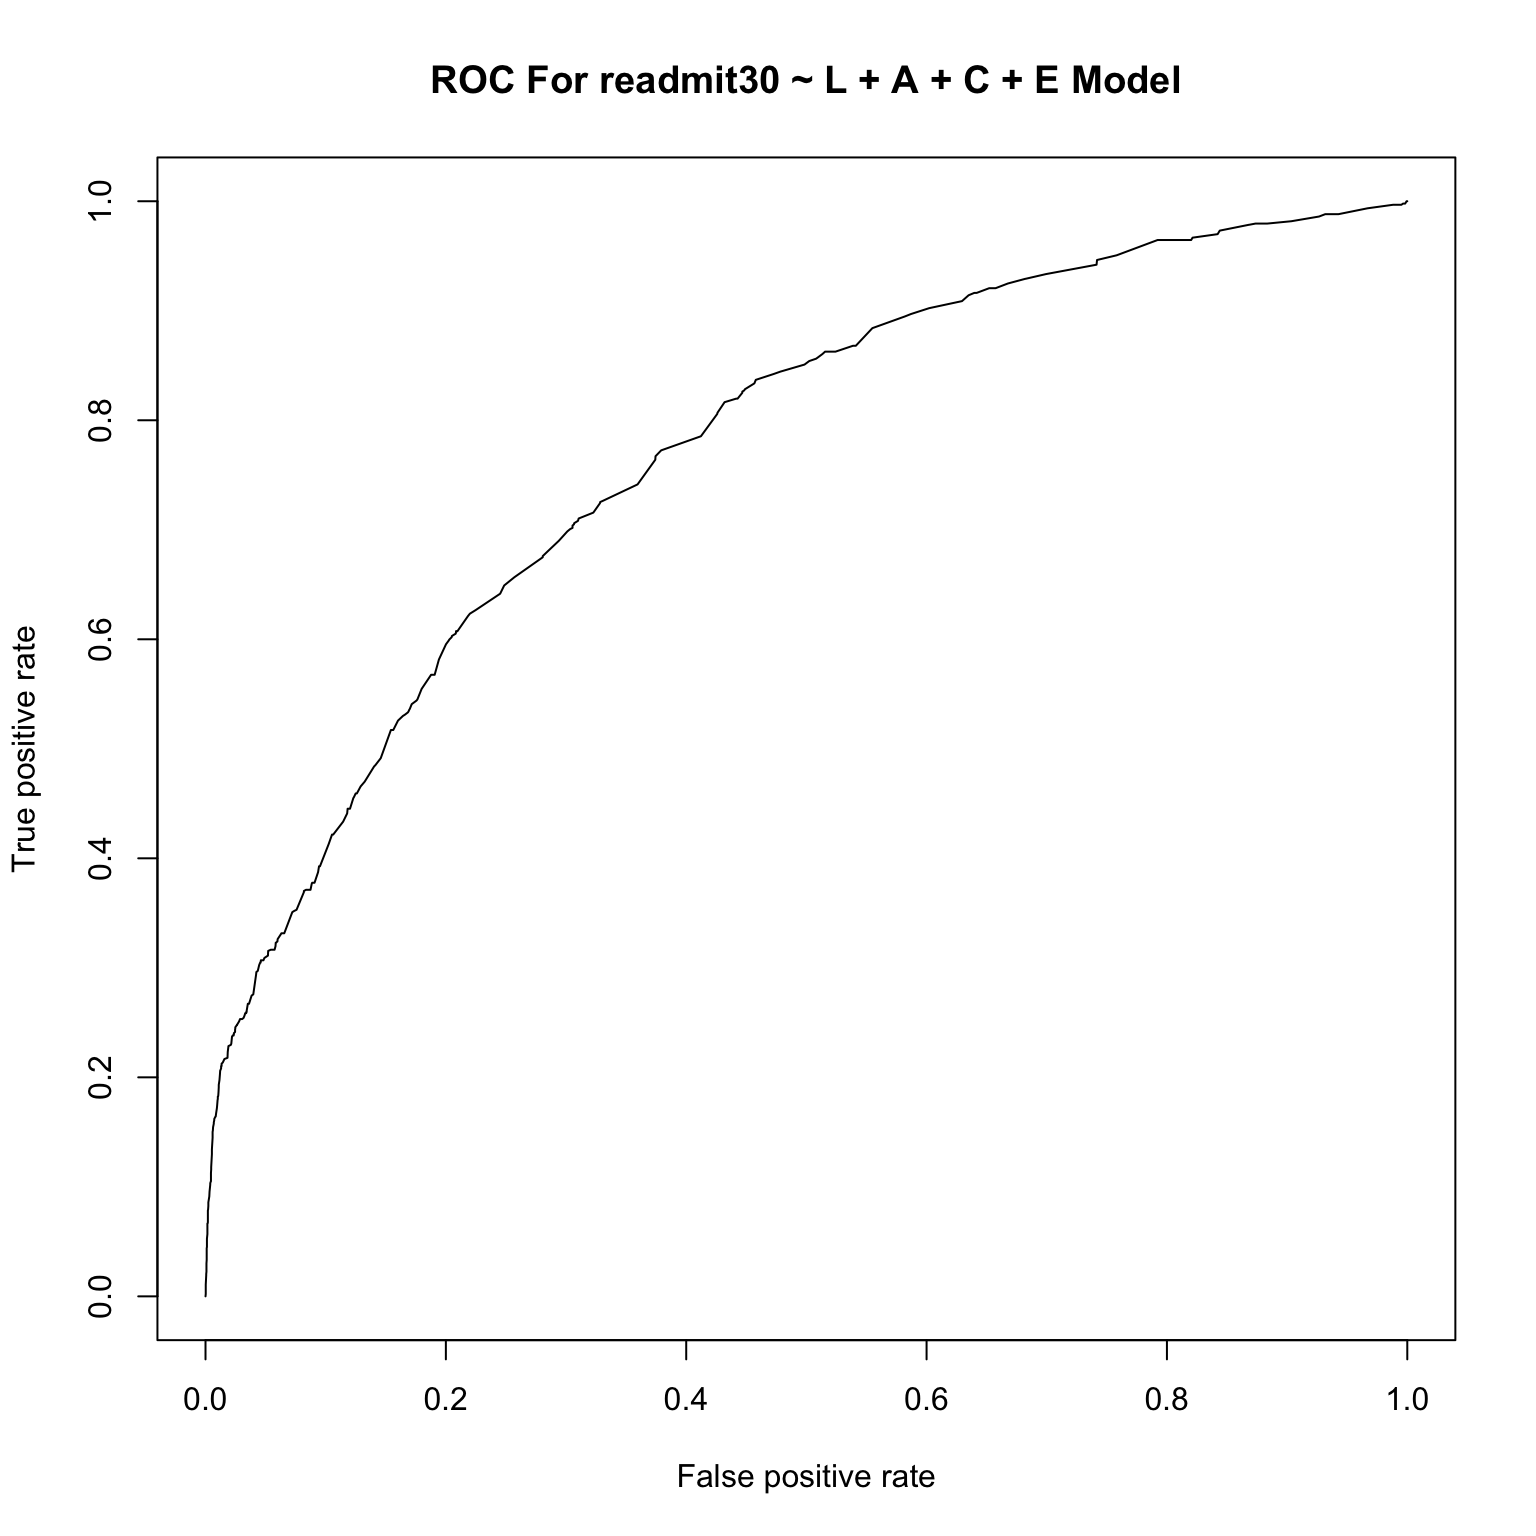 ROC For readmit30 ~ L + A + C + E Model
True positive rate
1.0
0.8
0.6
0.4
0.2
0.0
0.0 0.2 0.4 0.6 0.8 1.0
False positive rate